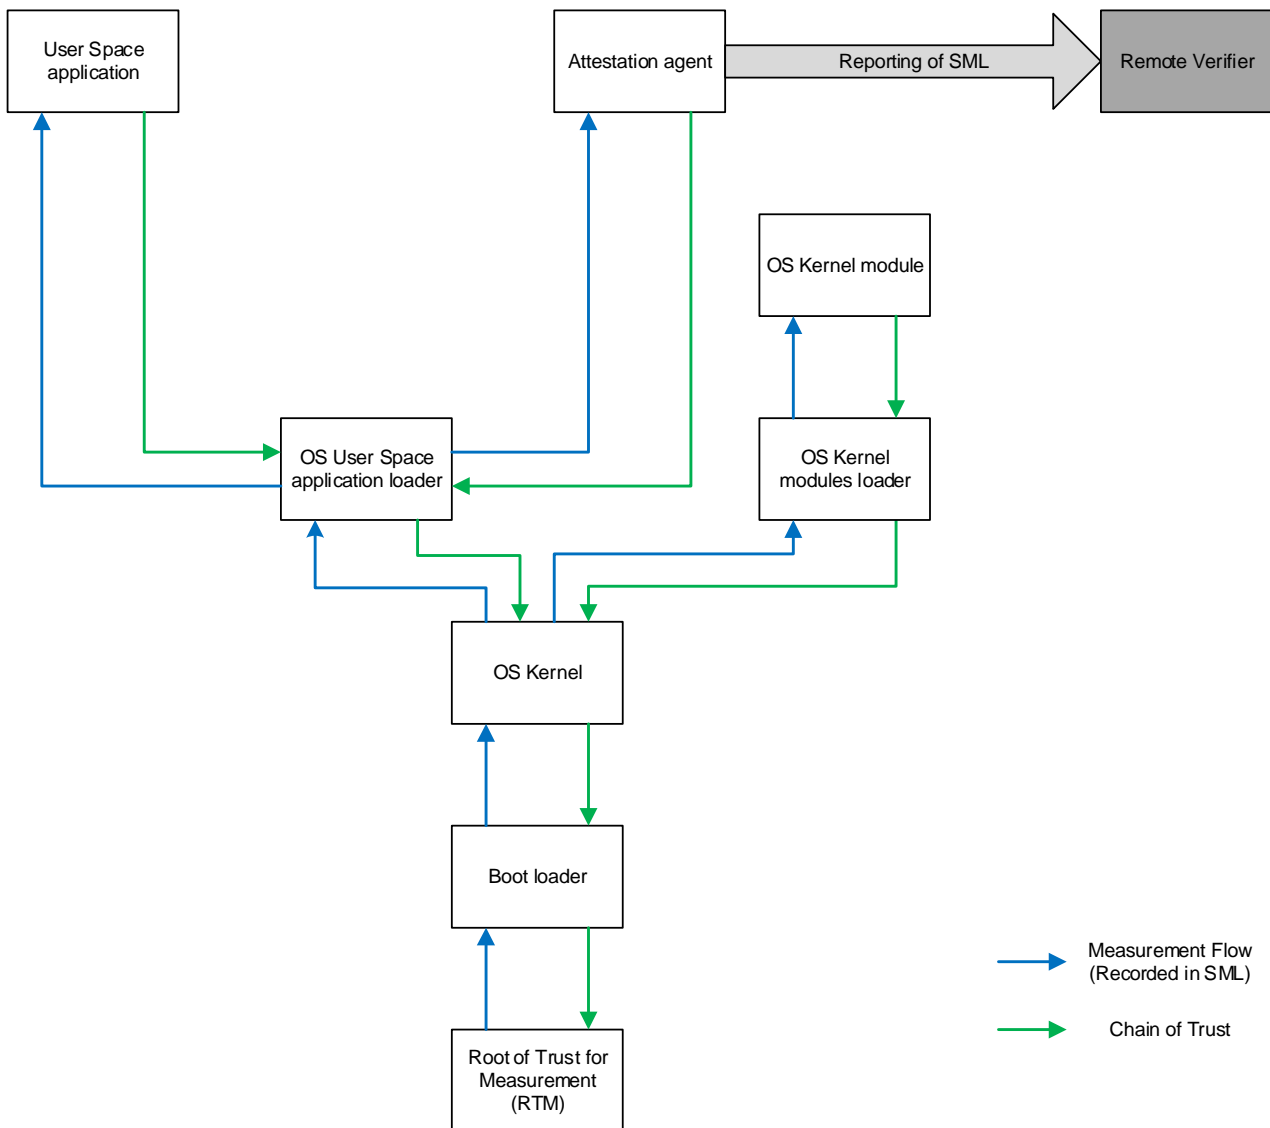 User Space
application
Attestation agent
Reporting of SML
Remote Verifier
OS Kernel module
OS User Space
application loader
OS Kernel
modules loader
OS Kernel
Boot loader
Measurement Flow
(Recorded in SML)
Chain of Trust
Root of Trust for
Measurement
(RTM)